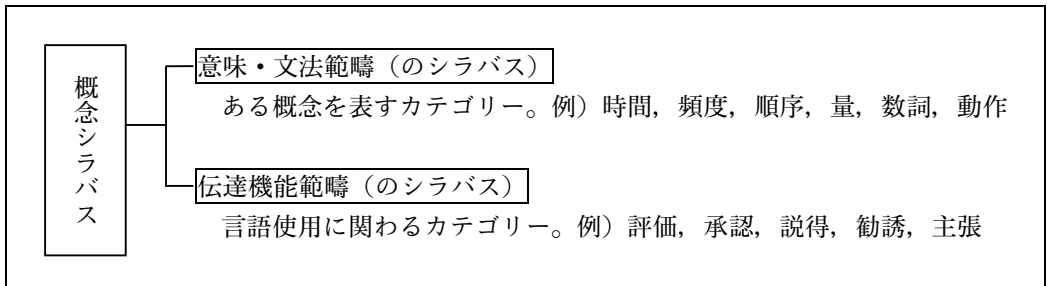 概念シラバス
意味・文法範疇(のシラバス)
ある概念を表すカテゴリー。例)時間,頻度,順序,量,数詞,動作
伝達機能範疇(のシラバス)
言語使用に関わるカテゴリー。例)評価,承認,説得,勧誘,主張